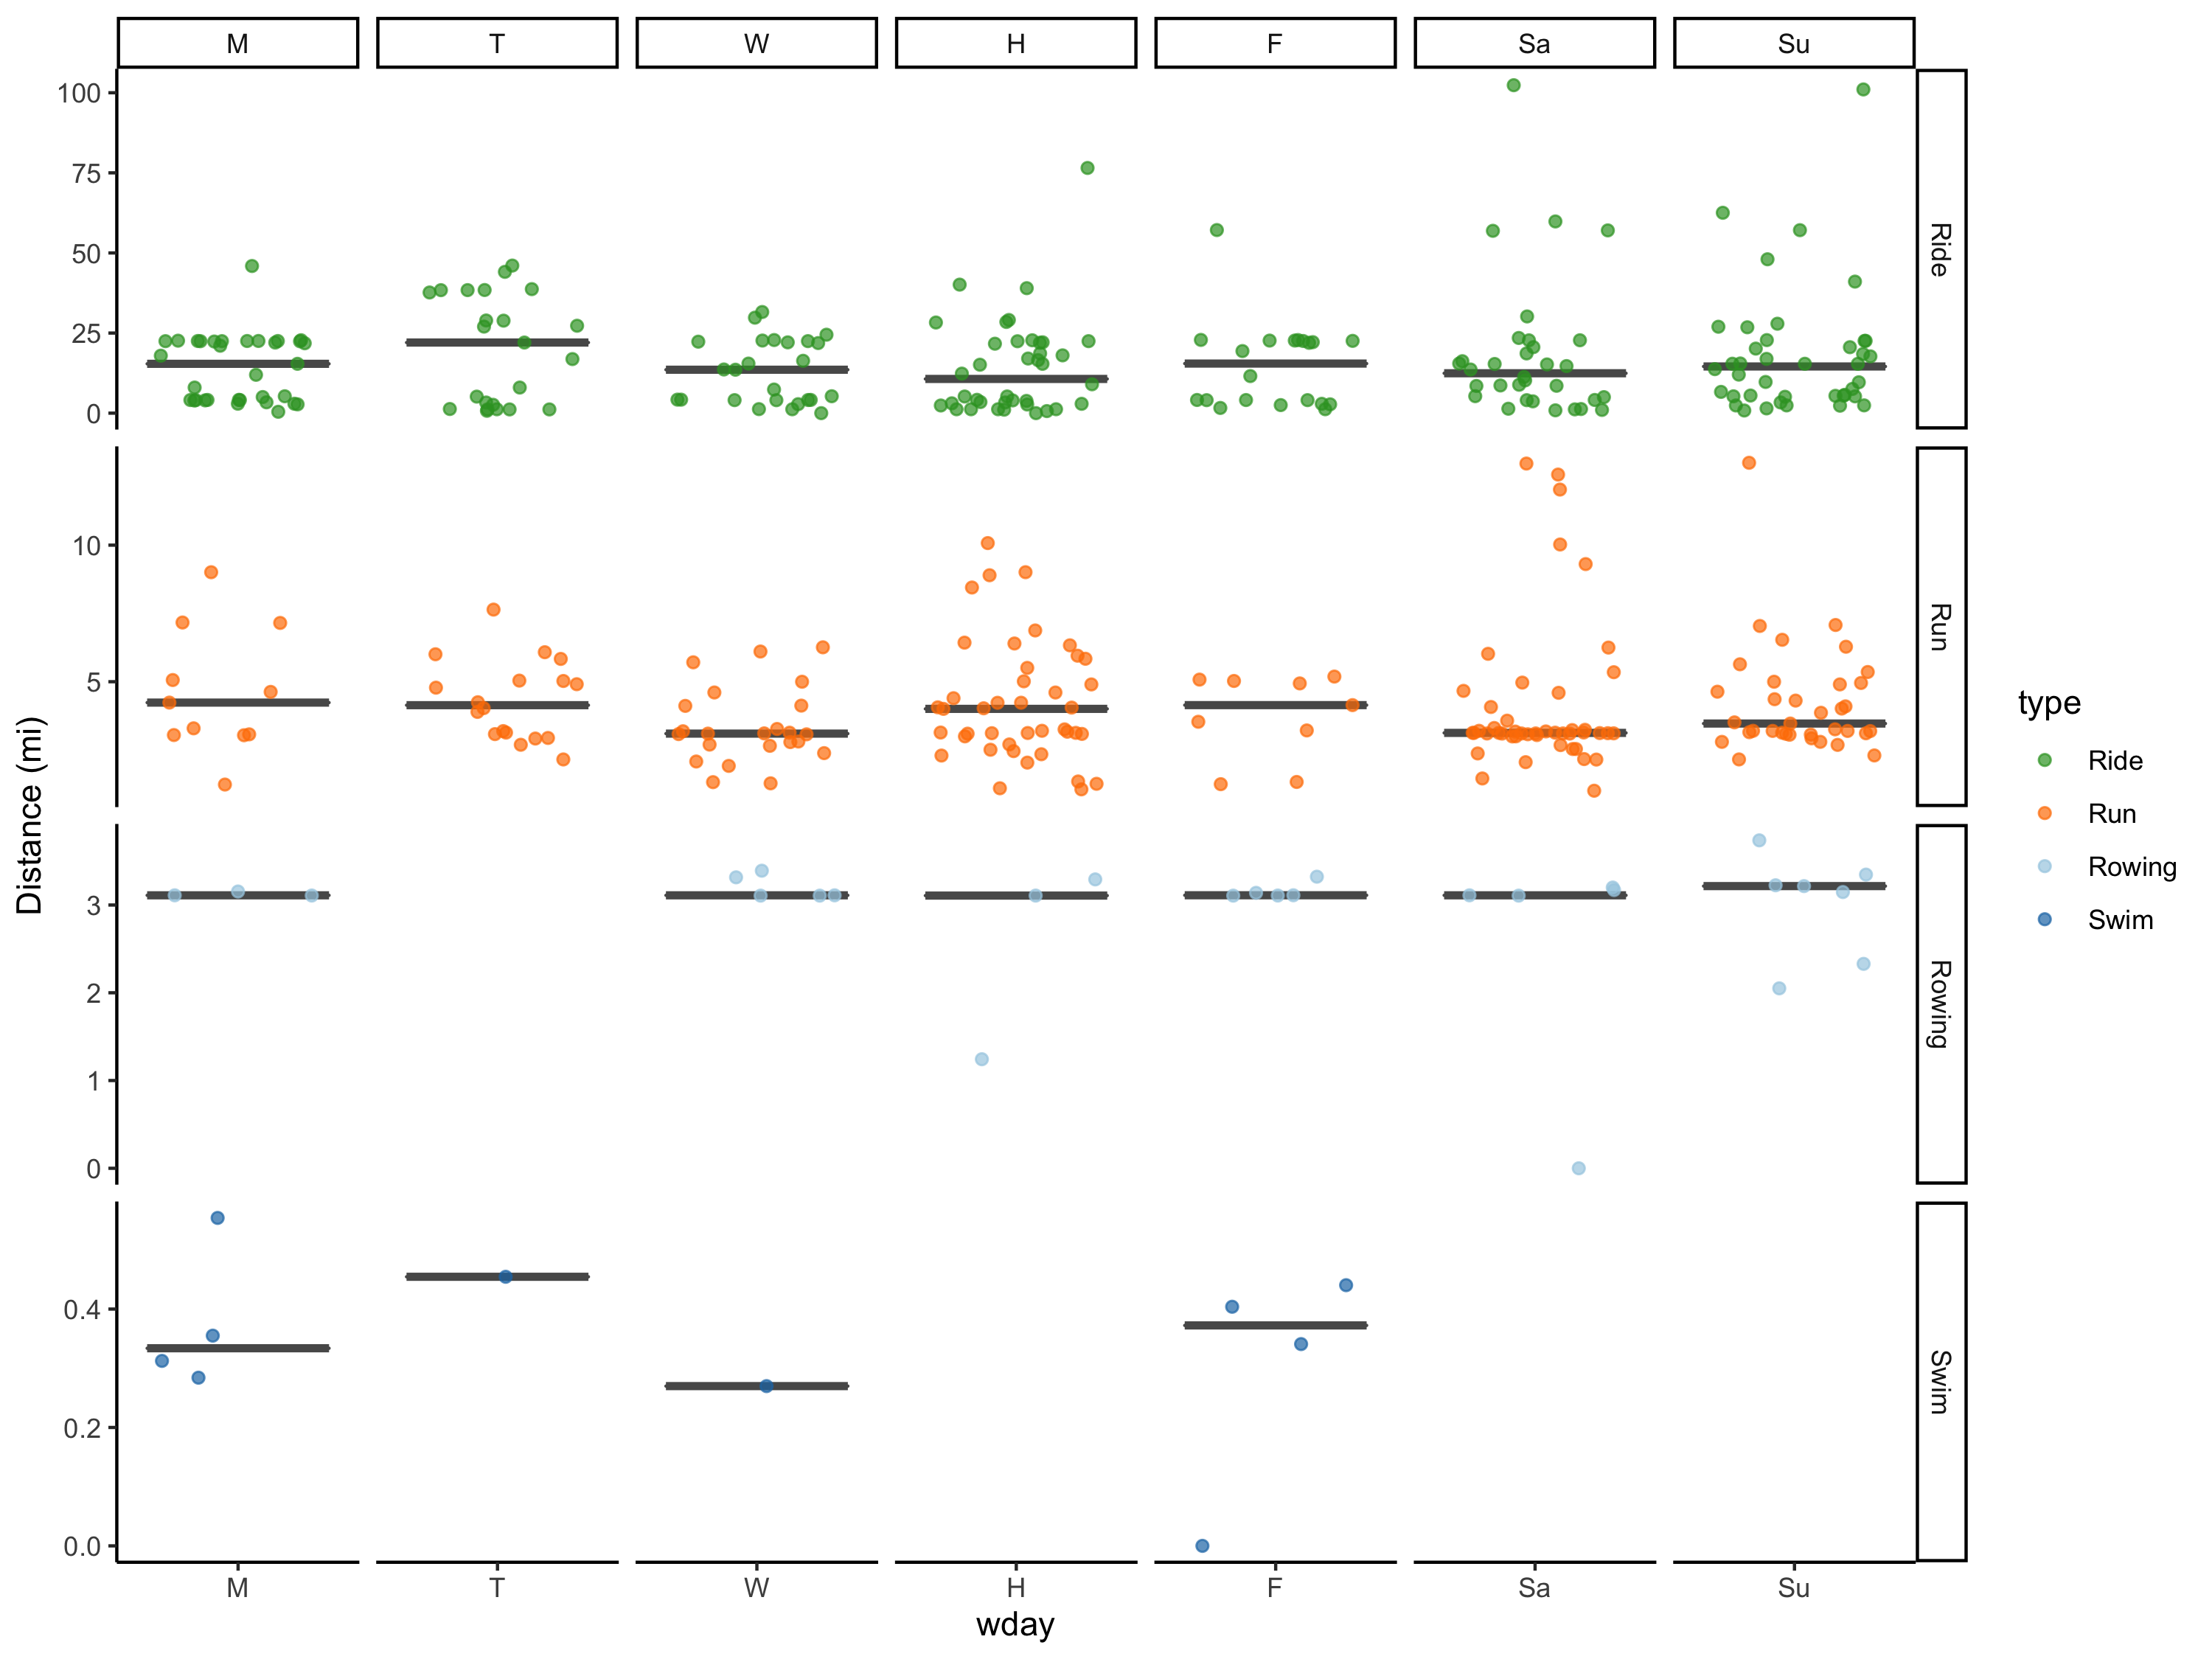 M T W H F Sa Su
100
75
50
25
0
Ride
10
5
Run
3
2
1
0
Rowing
0.4
0.2
0.0
Swim
Distance (mi)
M T W H F Sa Su
wday
type
Ride
Run
Rowing
Swim